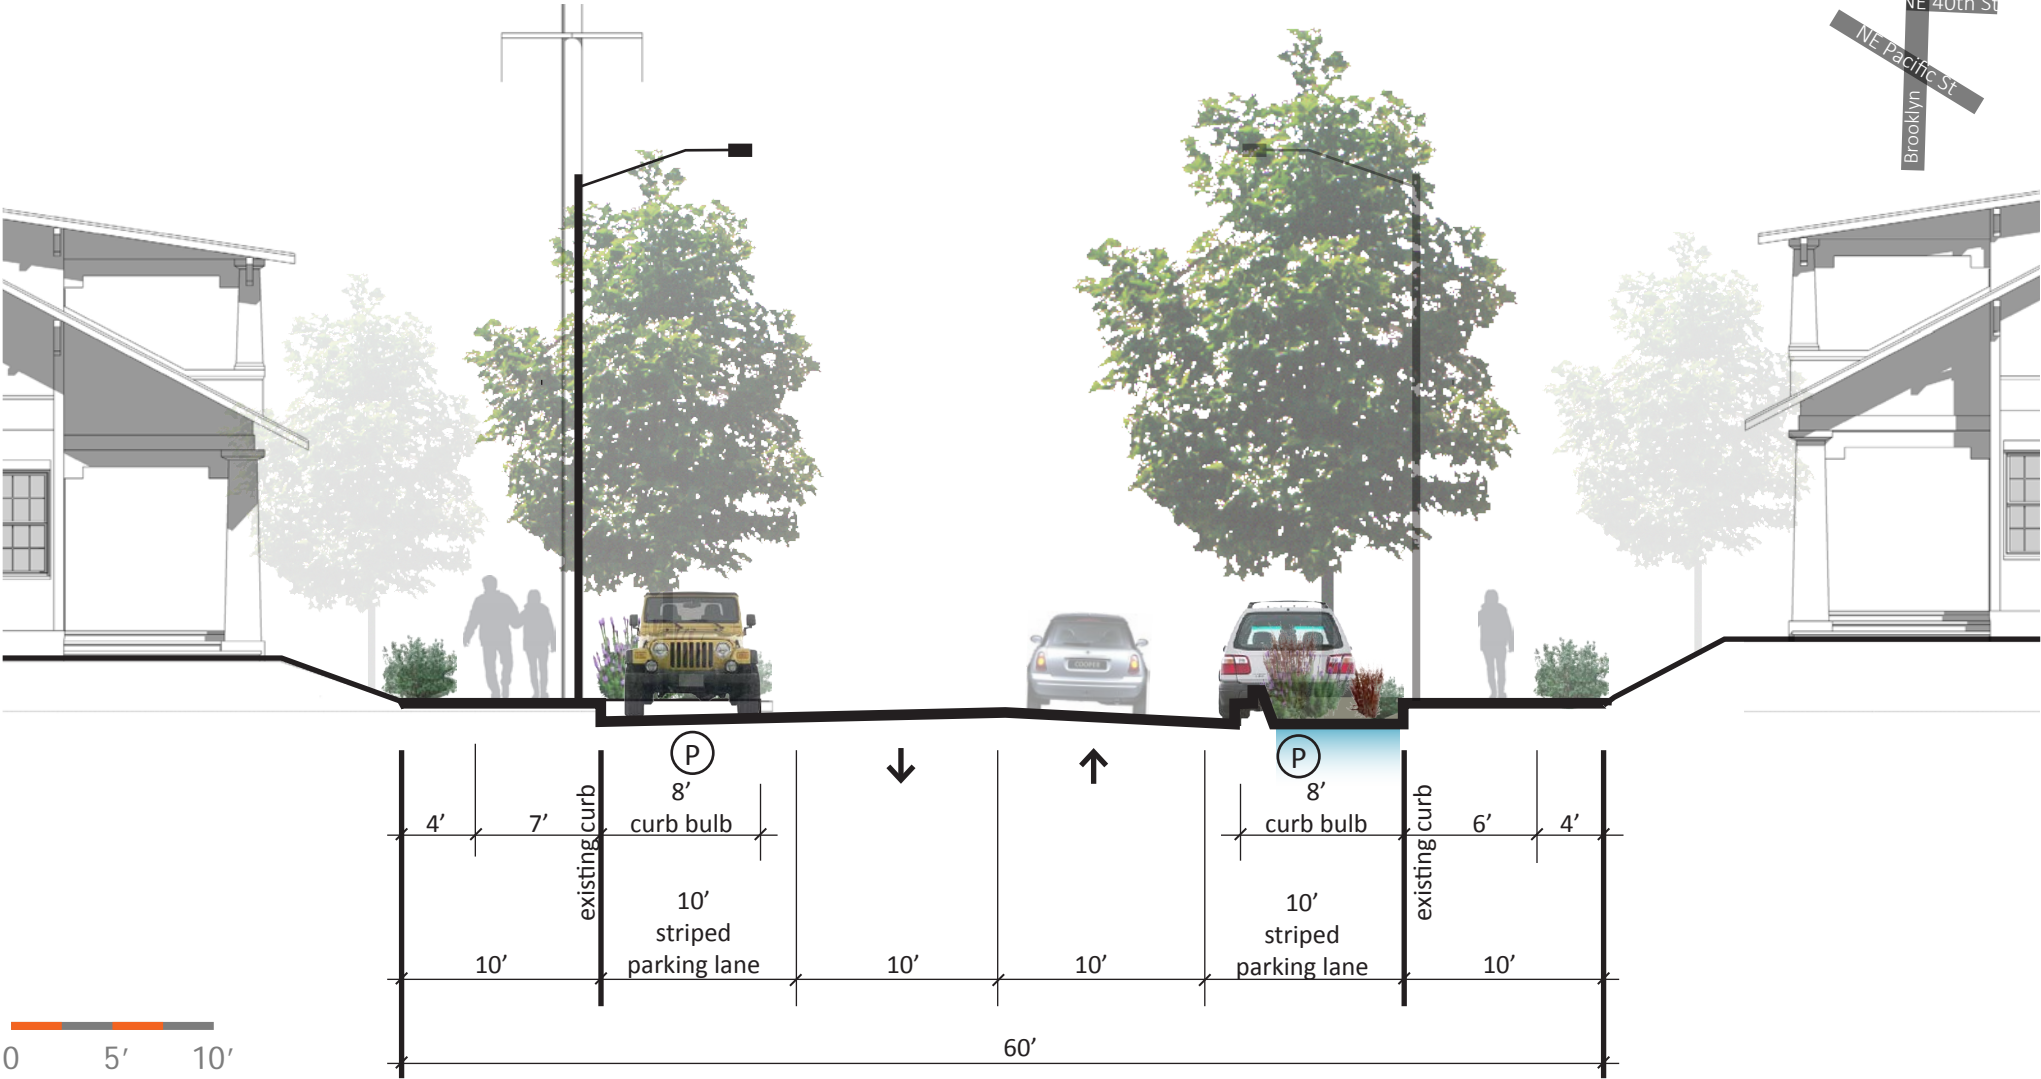 NE 40th St
NE Pacific St
Brooklyn
COOPER
P
P
8’
curb bulb
8’
curb bulb
4’
7’
existing curb
existing curb
6’
4’
10’
striped
parking lane
10’
striped
parking lane
10’
10’
10’
10’
60’
0
5’
10’